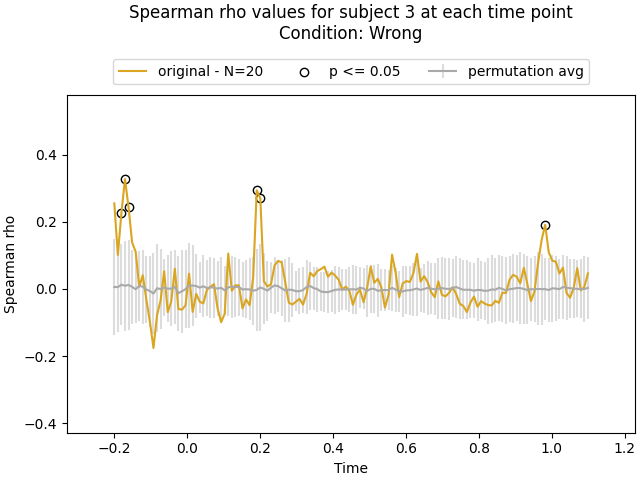 Spearman rho values for subject 3 at each time point
Condition: Wrong
original - N=20
p <= 0.05
permutation avg
Spearman rho
0.4
0.2
0.0
−0.2
−0.4
−0.2
0.0
0.2
0.4
0.6
0.8
1.0
1.2
Time